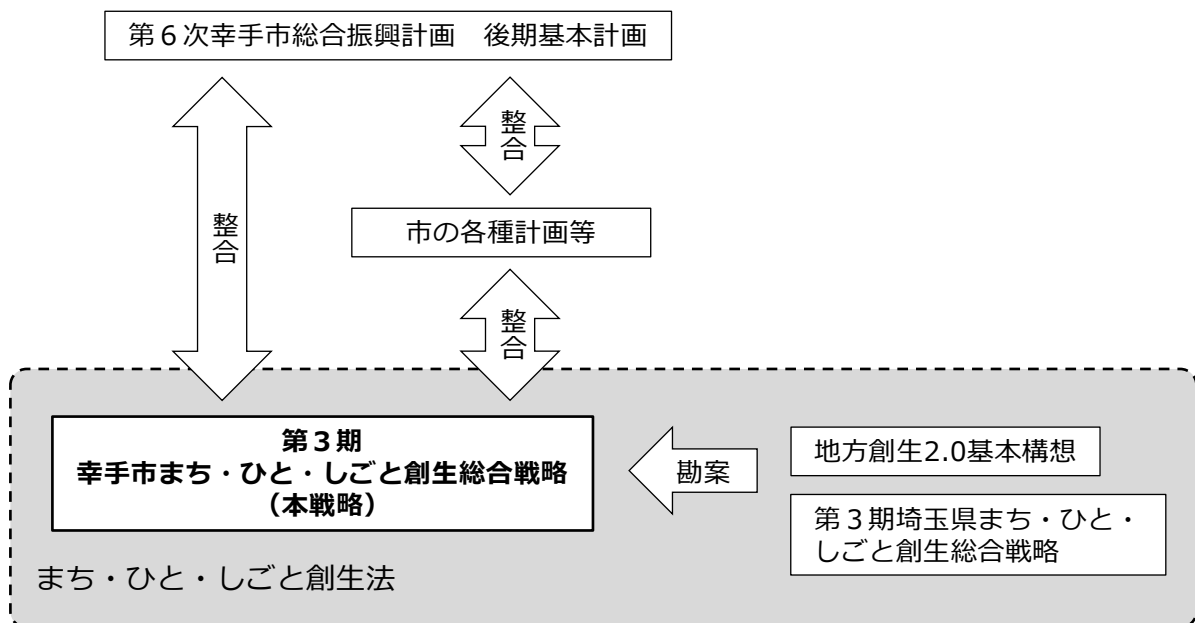 第６次幸手市総合振興計画　後期基本計画
整合
整合
市の各種計画等
整合
第３期
幸手市まち・ひと・しごと創生総合戦略
（本戦略）
勘案
地方創生2.0基本構想
第３期埼玉県まち・ひと・
しごと創生総合戦略
まち・ひと・しごと創生法